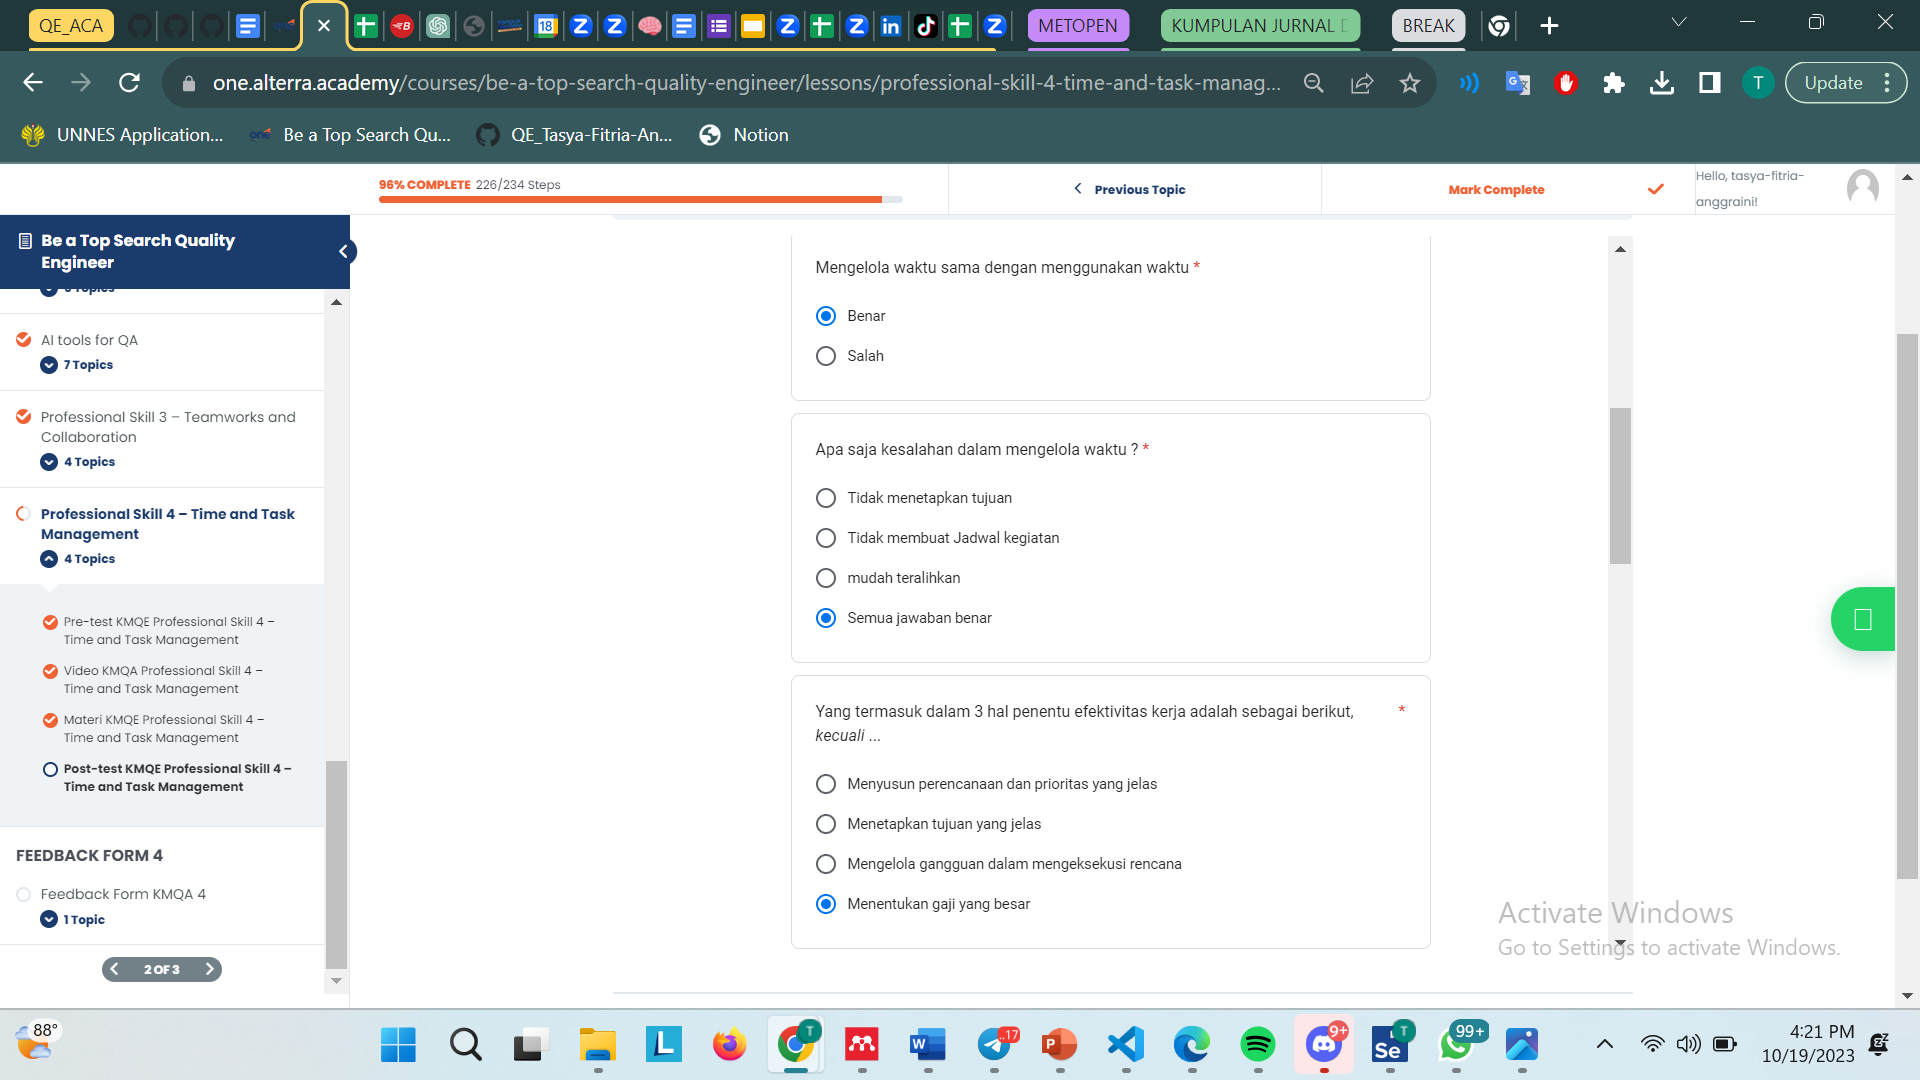 QE_ACA
18
METOPEN
KUMPULAN JURNAL
BREAK
one.alterra.academy/courses/be-a-top-search-quality-engineer/lessons/professional-skill-4-time-and-task-manag...
T
Update
UNNES Application...
one
Be a Top Search Qu...
QE_Tasya-Fitria-An...
Notion
96% COMPLETE 226/234 Steps
Previous Topic
Mark Complete
Hello, tasya-fitria-
anggraini!
Be a Top Search Quality
Engineer
AI tools for QA
7 Topics
Professional Skill 3 – Teamworks and
Collaboration
4 Topics
Professional Skill 4 – Time and Task
Management
4 Topics
Pre-test KMQE Professional Skill 4 –
Time and Task Management
Video KMQA Professional Skill 4 –
Time and Task Management
Materi KMQE Professional Skill 4 –
Time and Task Management
Post-test KMQE Professional Skill 4 –
Time and Task Management
FEEDBACK FORM 4
Feedback Form KMQA 4
1 Topic
2 OF 3
Mengelola waktu sama dengan menggunakan waktu *
Benar
Salah
Apa saja kesalahan dalam mengelola waktu ? *
Tidak menetapkan tujuan
Tidak membuat Jadwal kegiatan
mudah teralihkan
Semua jawaban benar
Yang termasuk dalam 3 hal penentu efektivitas kerja adalah sebagai berikut, *
kecuali ...
Menyusun perencanaan dan prioritas yang jelas
Menetapkan tujuan yang jelas
Mengelola gangguan dalam mengeksekusi rencana
Menentukan gaji yang besar
Activate Windows
Go to Settings to activate Windows.
88°
L
T
W
..17
P
9+
Se
T
99+
4:21 PM
10/19/2023